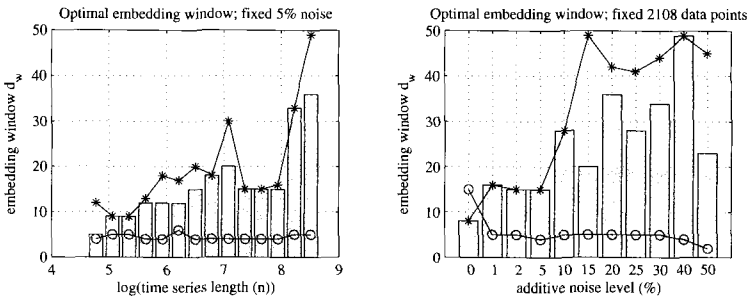 Optimal embedding window; fixed 5% noise
50
40
30
20
10
0
embedding window d_w
4 5 6 7 8 9
log(time series length (n))
Optimal embedding window; fixed 2108 data points
50
40
30
20
10
0
embedding window d_w
0 1 2 5 10 15 20 25 30 40 50
additive noise level (%)